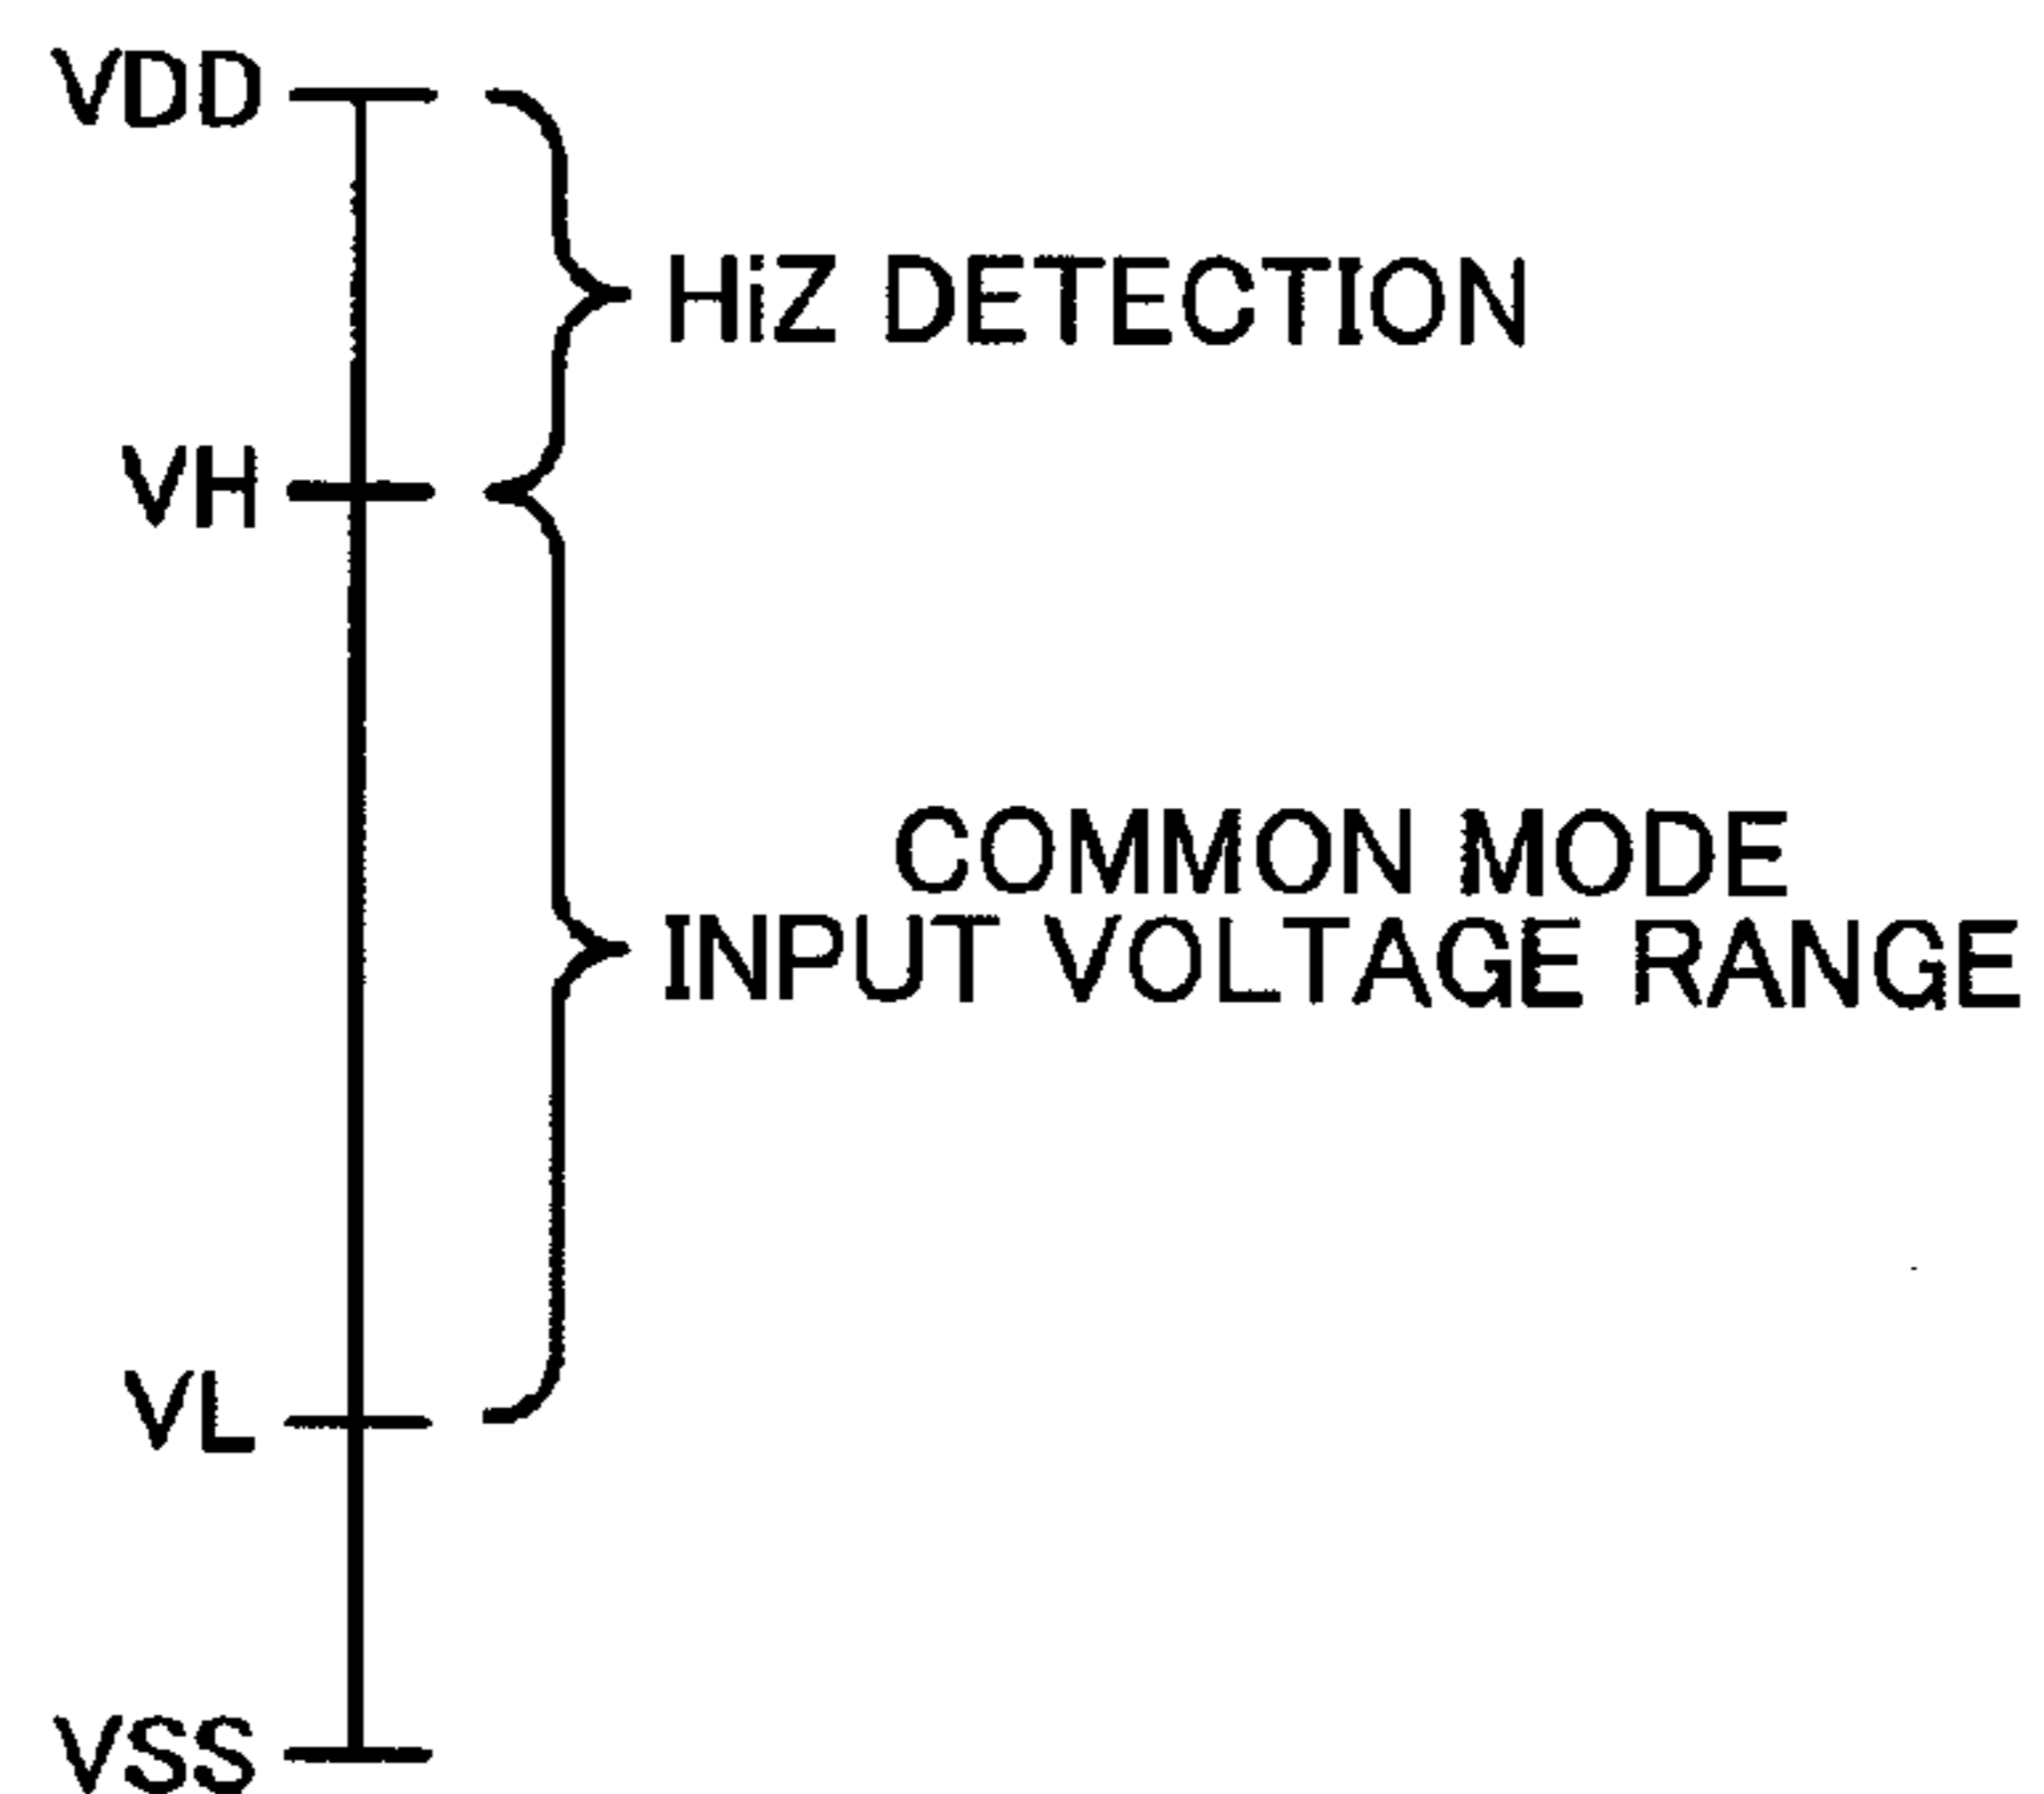 VDD
HiZ DETECTION
VH
COMMON MODE
INPUT VOLTAGE RANGE
VL
VSS